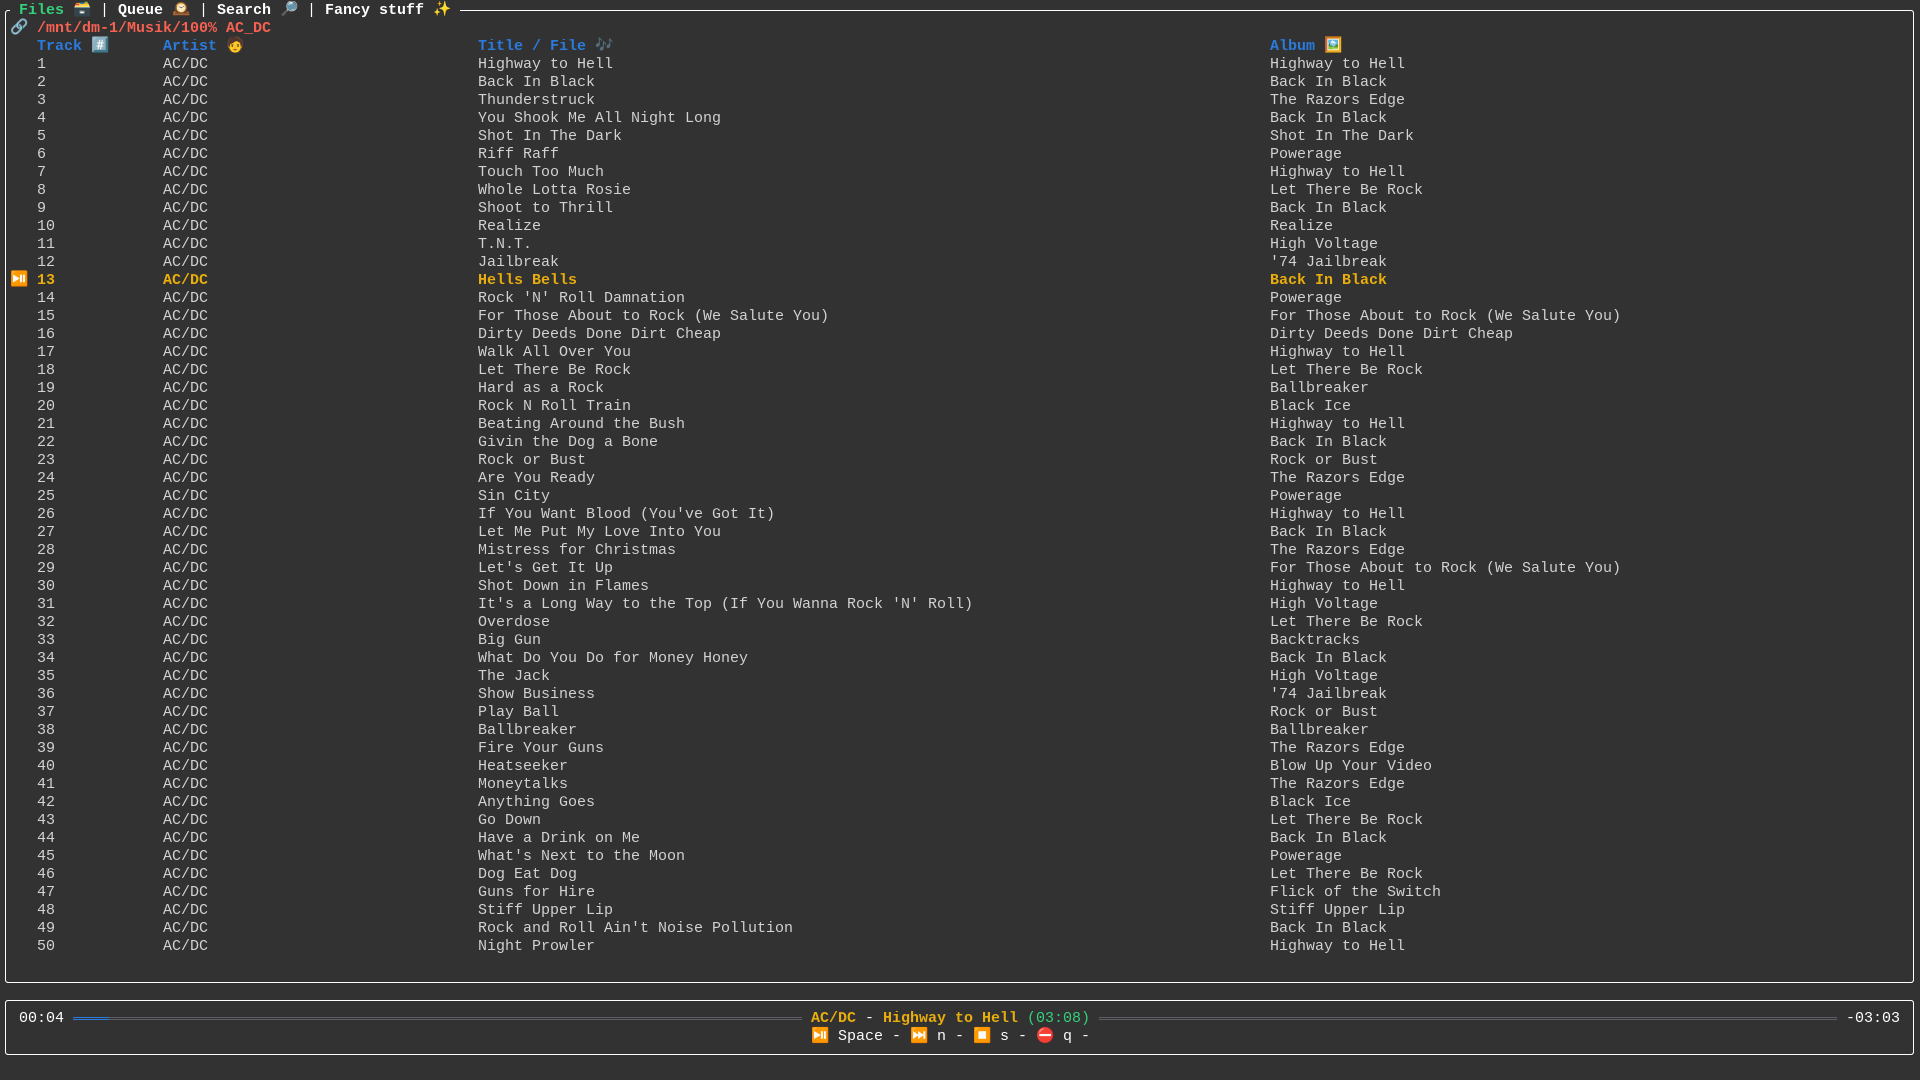 Files 🗃️ | Queue 🕰️ | Search 🔎 | Fancy stuff ✨
🔗 /mnt/dm-1/Musik/100% AC_DC
Track #️⃣ Artist 🧑 Title / File 🎶 Album 🖼️
1 AC/DC Highway to Hell Highway to Hell
2 AC/DC Back In Black Back In Black
3 AC/DC Thunderstruck The Razors Edge
4 AC/DC You Shook Me All Night Long Back In Black
5 AC/DC Shot In The Dark Shot In The Dark
6 AC/DC Riff Raff Powerage
7 AC/DC Touch Too Much Highway to Hell
8 AC/DC Whole Lotta Rosie Let There Be Rock
9 AC/DC Shoot to Thrill Back In Black
10 AC/DC Realize Realize
11 AC/DC T.N.T. High Voltage
12 AC/DC Jailbreak '74 Jailbreak
⏯️ 13 AC/DC Hells Bells Back In Black
14 AC/DC Rock 'N' Roll Damnation Powerage
15 AC/DC For Those About to Rock (We Salute You) For Those About to Rock (We Salute You)
16 AC/DC Dirty Deeds Done Dirt Cheap Dirty Deeds Done Dirt Cheap
17 AC/DC Walk All Over You Highway to Hell
18 AC/DC Let There Be Rock Let There Be Rock
19 AC/DC Hard as a Rock Ballbreaker
20 AC/DC Rock N Roll Train Black Ice
21 AC/DC Beating Around the Bush Highway to Hell
22 AC/DC Givin the Dog a Bone Back In Black
23 AC/DC Rock or Bust Rock or Bust
24 AC/DC Are You Ready The Razors Edge
25 AC/DC Sin City Powerage
26 AC/DC If You Want Blood (You've Got It) Highway to Hell
27 AC/DC Let Me Put My Love Into You Back In Black
28 AC/DC Mistress for Christmas The Razors Edge
29 AC/DC Let's Get It Up For Those About to Rock (We Salute You)
30 AC/DC Shot Down in Flames Highway to Hell
31 AC/DC It's a Long Way to the Top (If You Wanna Rock 'N' Roll) High Voltage
32 AC/DC Overdose Let There Be Rock
33 AC/DC Big Gun Backtracks
34 AC/DC What Do You Do for Money Honey Back In Black
35 AC/DC The Jack High Voltage
36 AC/DC Show Business '74 Jailbreak
37 AC/DC Play Ball Rock or Bust
38 AC/DC Ballbreaker Ballbreaker
39 AC/DC Fire Your Guns The Razors Edge
40 AC/DC Heatseeker Blow Up Your Video
41 AC/DC Moneytalks The Razors Edge
42 AC/DC Anything Goes Black Ice
43 AC/DC Go Down Let There Be Rock
44 AC/DC Have a Drink on Me Back In Black
45 AC/DC What's Next to the Moon Powerage
46 AC/DC Dog Eat Dog Let There Be Rock
47 AC/DC Guns for Hire Flick of the Switch
48 AC/DC Stiff Upper Lip Stiff Upper Lip
49 AC/DC Rock and Roll Ain't Noise Pollution Back In Black
50 AC/DC Night Prowler Highway to Hell
00:04 AC/DC - Highway to Hell (03:08) -03:03
⏯️ Space - ⏭️ n - ⏹️ s - ⛔ q -